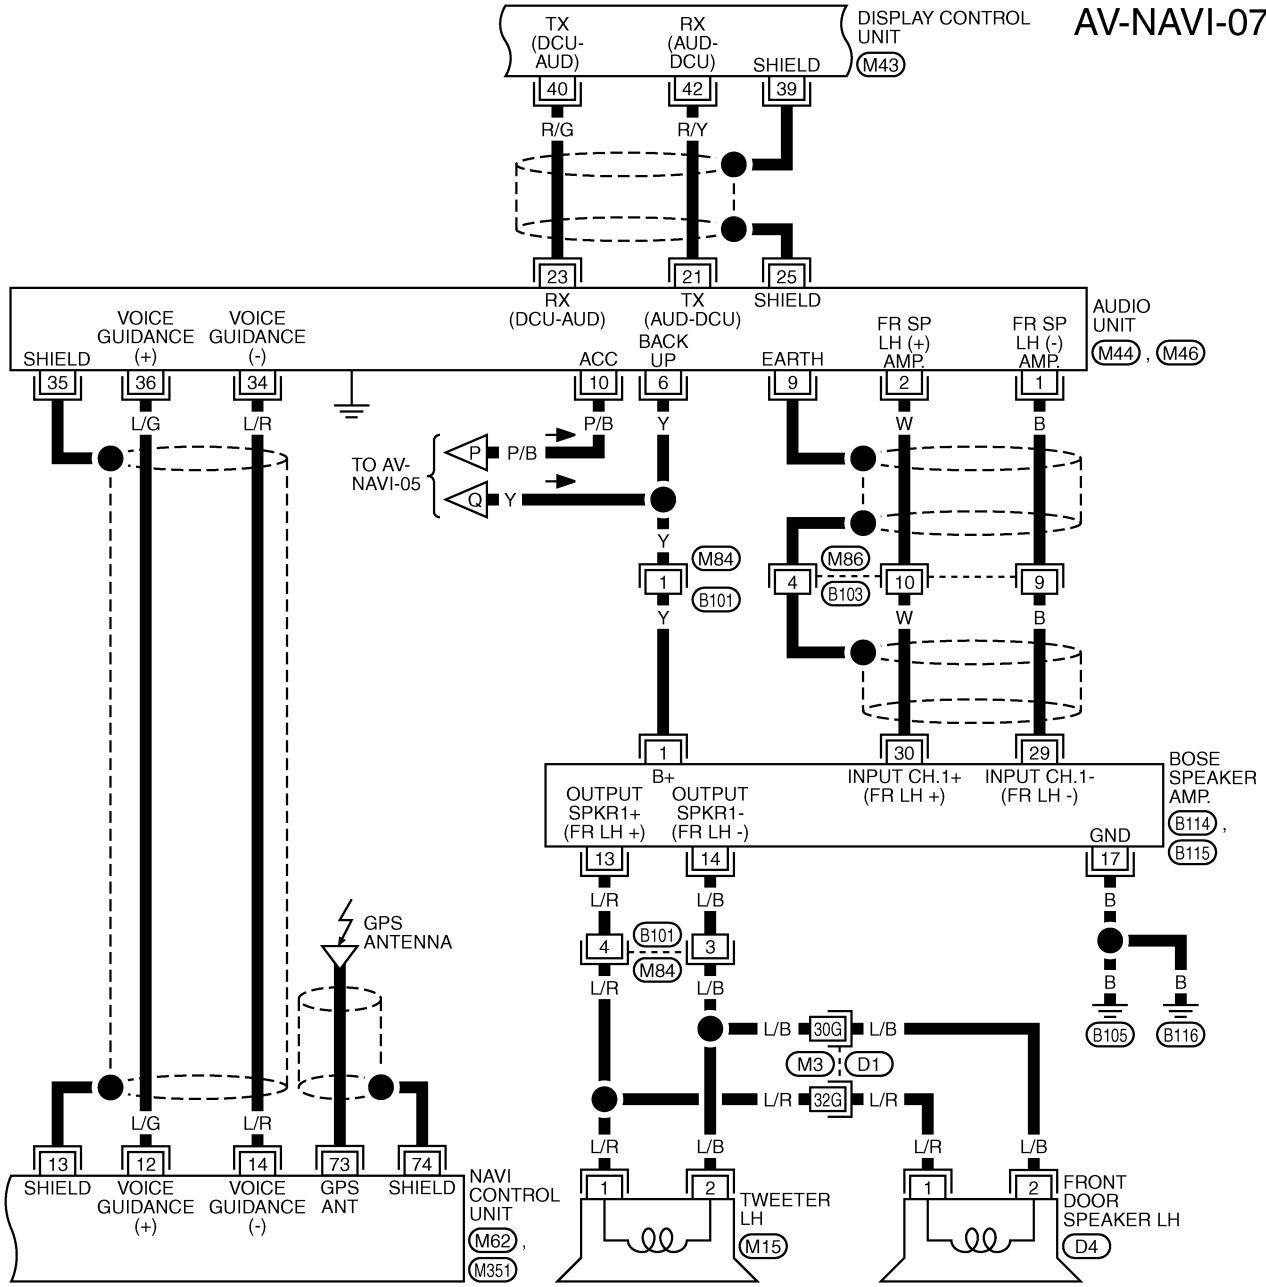 AV-NAVI-07
DISPLAY CONTROL
UNIT
M43
TX
(DCU-
AUD)
RX
(AUD-
DCU)
SHIELD
40
42
39
R/G
R/Y
23
21
25
RX
(DCU-AUD)
TX
(AUD-DCU)
SHIELD
AUDIO
UNIT
M44 , M46
SHIELD
VOICE
GUIDANCE
(+)
VOICE
GUIDANCE
(-)
ACC
BACK
UP
EARTH
FR SP
LH (+)
AMP.
FR SP
LH (-)
AMP.
35
36
34
10
6
9
2
1
L/G
L/R
P/B
Y
W
B
TO AV-
NAVI-05
P
P/B
Q
Y
Y
M84
1
B101
M86
4
B103
10
9
Y
W
B
1
30
29
B+
INPUT CH.1+
(FR LH +)
INPUT CH.1-
(FR LH -)
BOSE
SPEAKER
AMP.
B114 ,
B115
OUTPUT
SPKR1+
(FR LH +)
OUTPUT
SPKR1-
(FR LH -)
GND
13
14
17
L/R
L/B
B
4
B101
M84
3
L/R
L/B
B
B
B105
B116
GPS
ANTENNA
L/B
30G
L/B
M3
D1
L/R
32G
L/R
L/G
L/R
L/R
L/B
L/R
L/B
13
12
14
73
74
SHIELD
VOICE
GUIDANCE
(+)
VOICE
GUIDANCE
(-)
GPS
ANT
SHIELD
NAVI
CONTROL
UNIT
M62 ,
M351
1
2
TWEETER
LH
M15
1
2
FRONT
DOOR
SPEAKER LH
D4